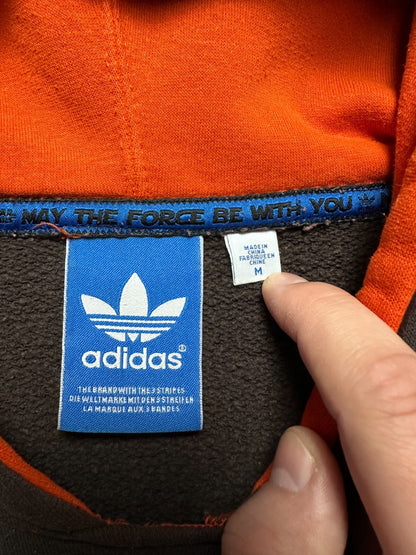 MAY THE FORCE BE WITH YOU
MADE IN
CHINA
FABRIQUE EN
CHINE
M
adidas®
THE BRAND WITH THE 3 STRIPES
DIE WELTMARKE MIT DEN 3 STREIFEN
LA MARQUE AUX 3 BANDES